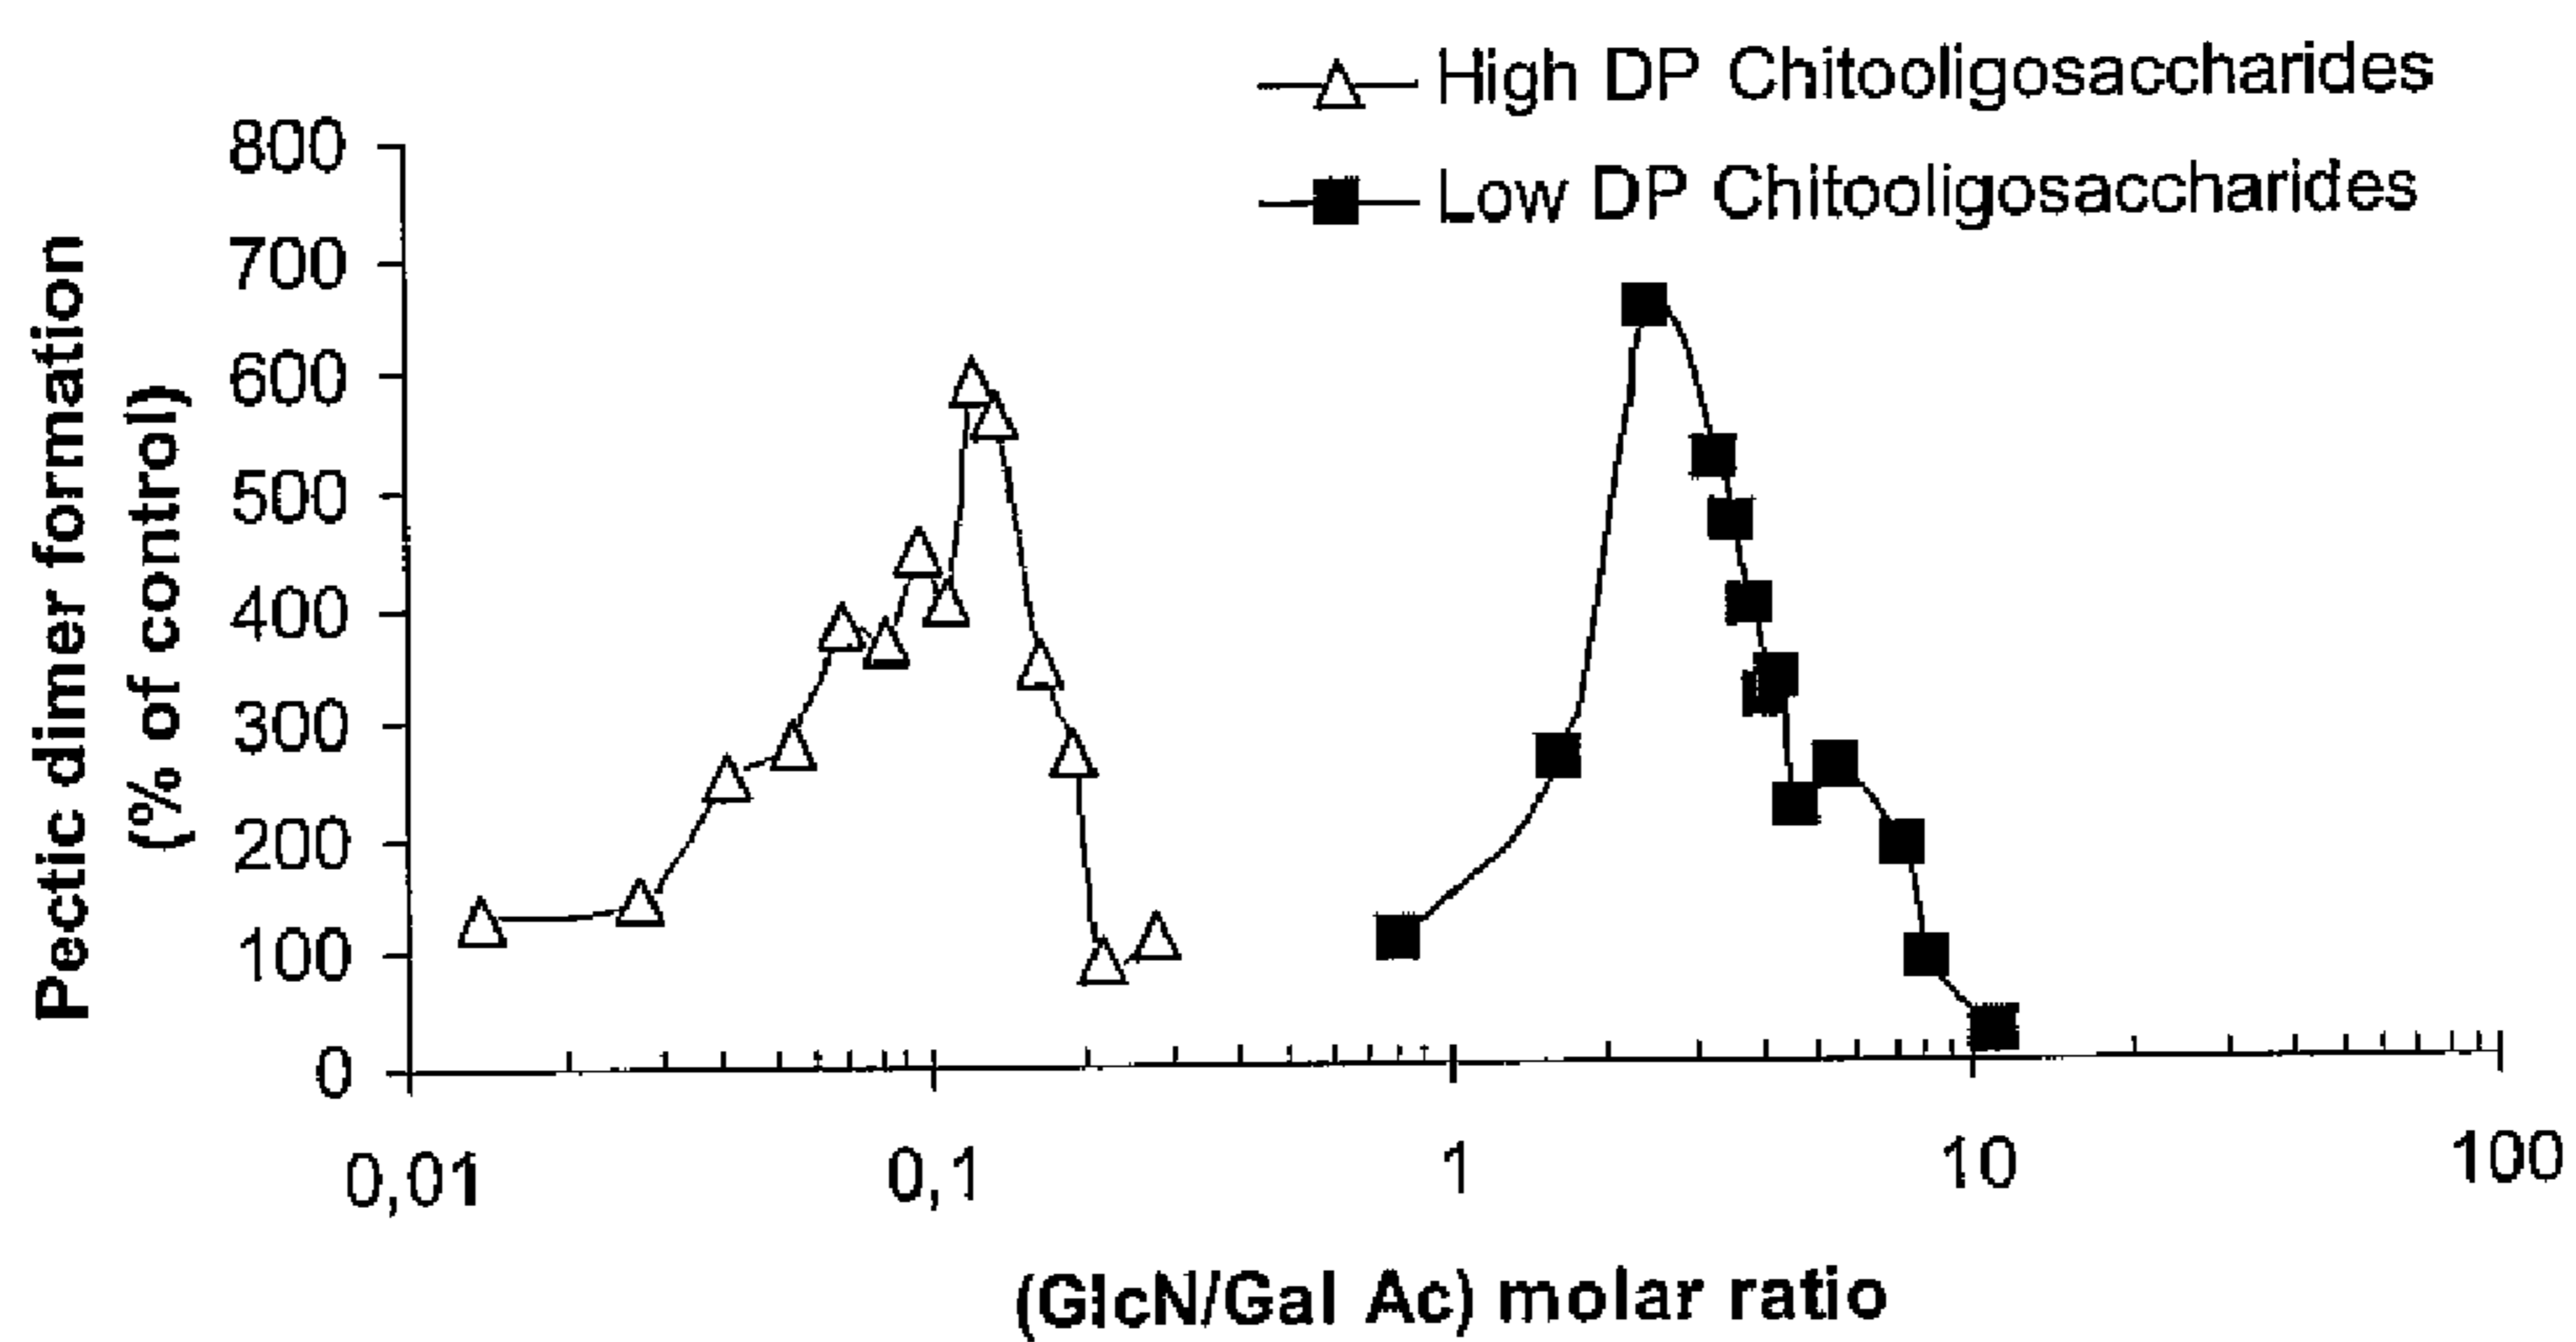 High DP Chitooligosaccharides
Low DP Chitooligosaccharides
800
700
600
500
400
300
200
100
0
Pectic dimer formation
(% of control)
0,01
0,1
1
10
100
(GlcN/Gal Ac) molar ratio